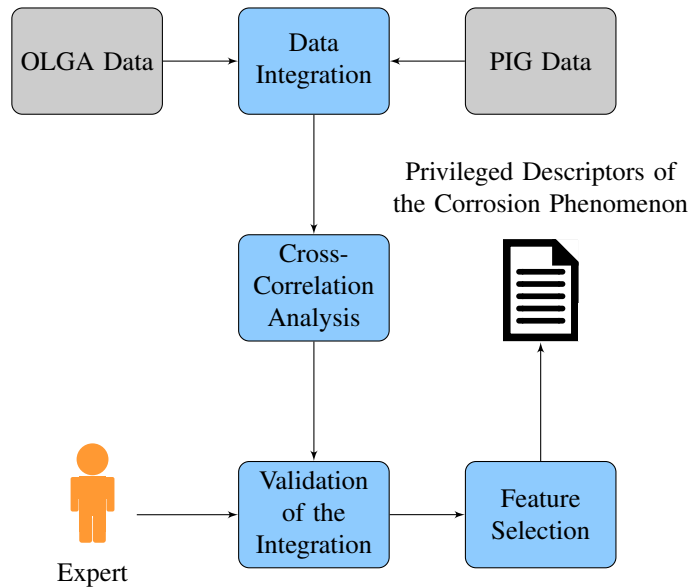 OLGA Data
Data
Integration
PIG Data
Privileged Descriptors of
the Corrosion Phenomenon
Cross-
Correlation
Analysis
Expert
Validation
of the
Integration
Feature
Selection